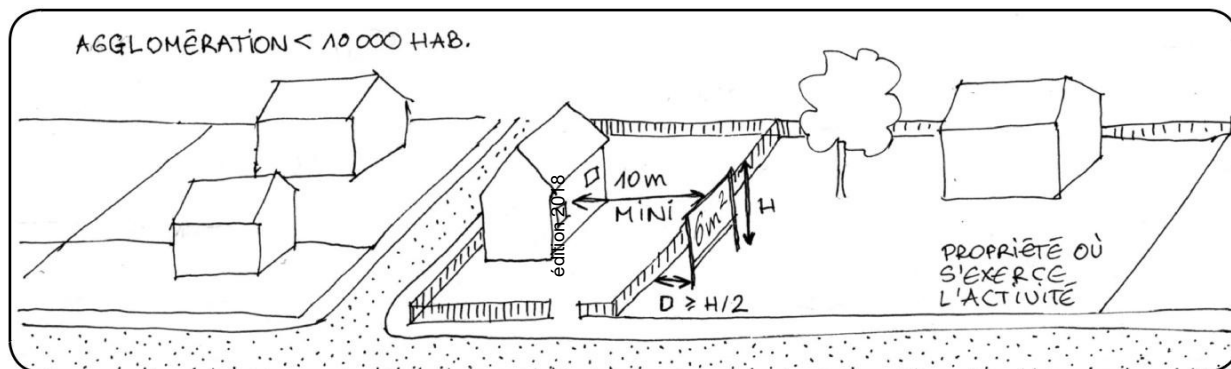 AGGLOMÉRATION < 10 000 HAB.
édition 2018
10m
MINI
6m²
H
D ≥ H/2
PROPRIÉTÉ OÙ
S'EXERCE
L'ACTIVITÉ